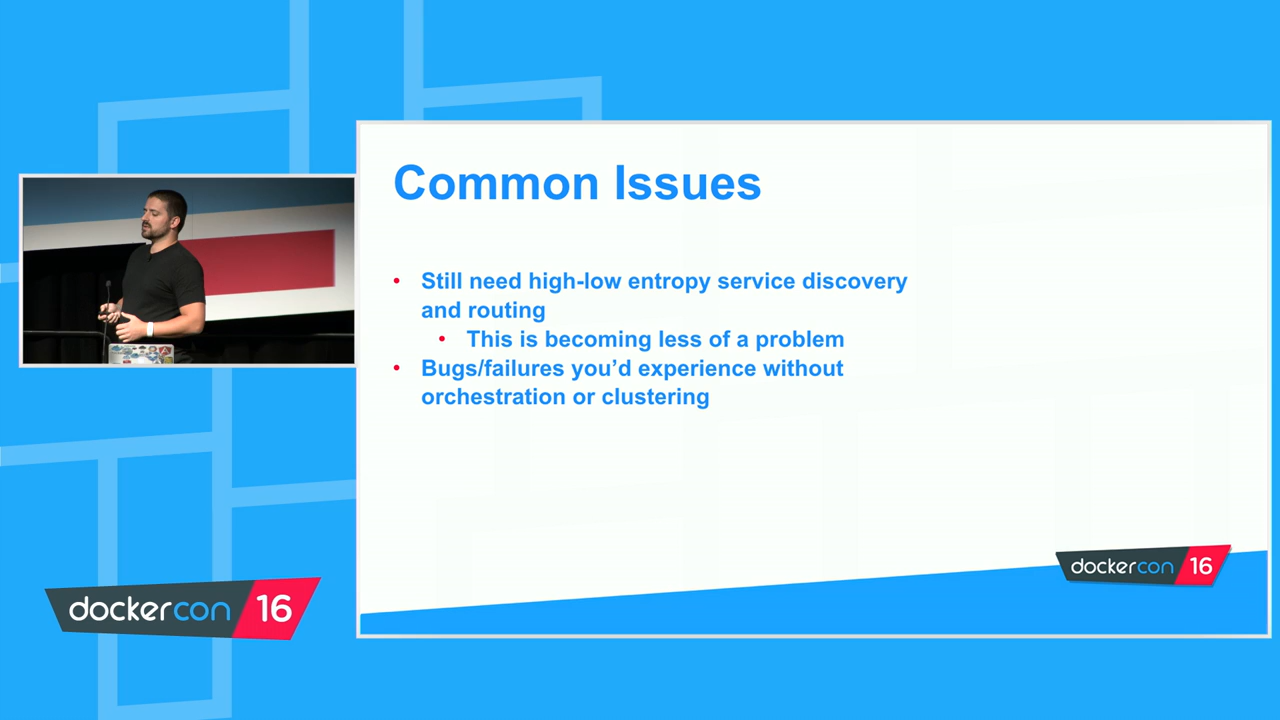 Common Issues
Still need high-low entropy service discovery
and routing
This is becoming less of a problem
Bugs/failures you’d experience without
orchestration or clustering
dockercon 16
dockercon 16